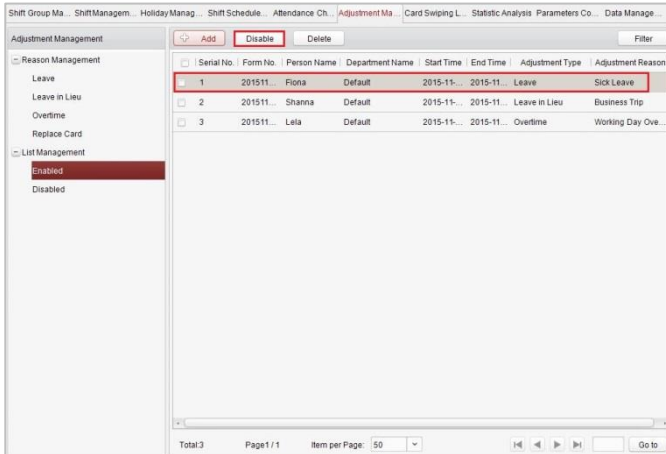 Shift Group Ma... ShiftManagem... Holiday Manag... Shift Schedule... Attendance Ch... Adjustment Ma... Card Swiping L... Statistic Analysis Parameters Co... Data Manage...
Adjustment Management
Add Disable Delete Filter
Reason Management
Leave
Leave in Lieu
Overtime
Replace Card
List Management
Enabled
Disabled
Serial No. Form No. Person Name Department Name Start Time End Time Adjustment Type Adjustment Reason
1 201511... Fiona Default 2015-11-... 2015-11... Leave Sick Leave
2 201511... Shanna Default 2015-11-... 2015-11... Leave in Lieu Business Trip
3 201511... Lela Default 2015-11-... 2015-11... Overtime Working Day Ove...
Total:3 Page1 / 1 Item per Page: 50 Go to